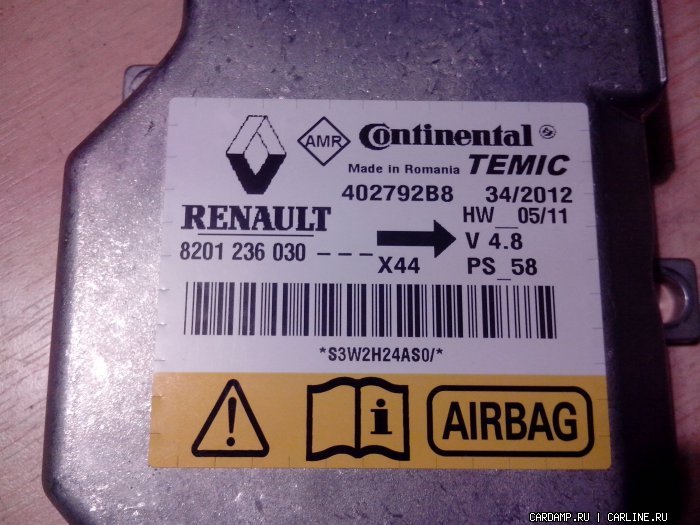 AMR Continental
Made in Romania TEMIC
402792B8 34/2012
RENAULT HW_05/11
8201 236 030 --- X44 V 4.8
PS_58
*S3W2H24AS0/*
i AIRBAG
CARDAMP.RU | CARLINE.RU